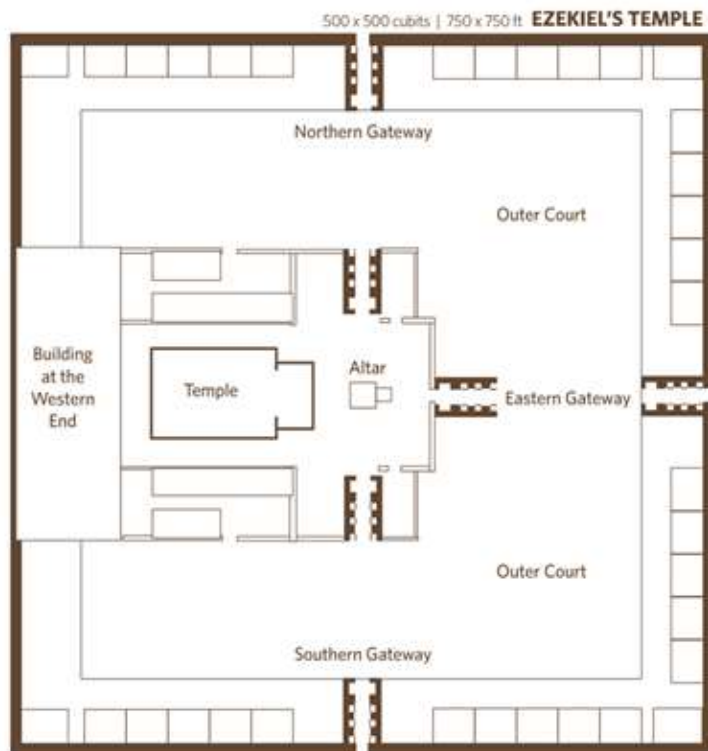 500 x 500 cubits | 750 x 750 ft EZEKIEL'S TEMPLE
Northern Gateway
Outer Court
Building
at the
Western
End
Temple
Altar
Eastern Gateway
Outer Court
Southern Gateway